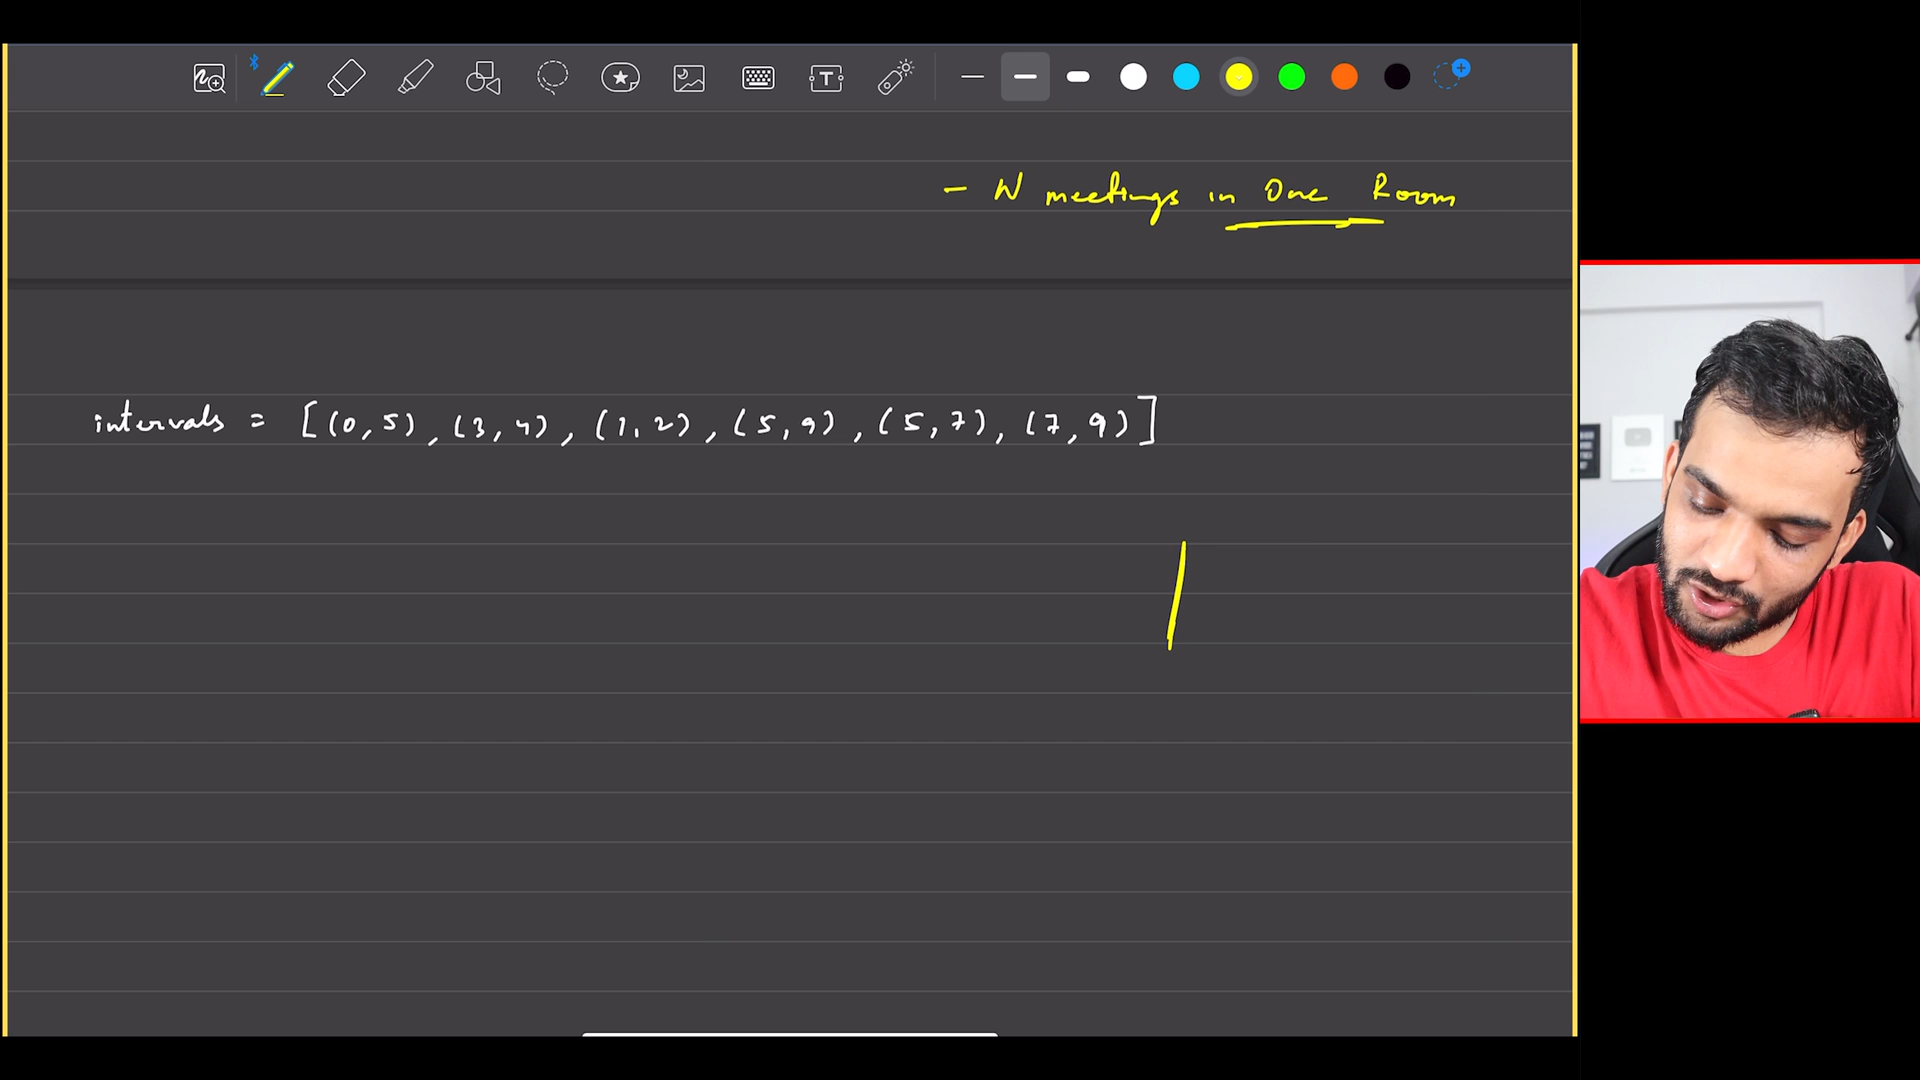 - N meetings in One Room
intervals = [(0,5), (3,4), (1,2), (5,9), (5,7), (7,9)]